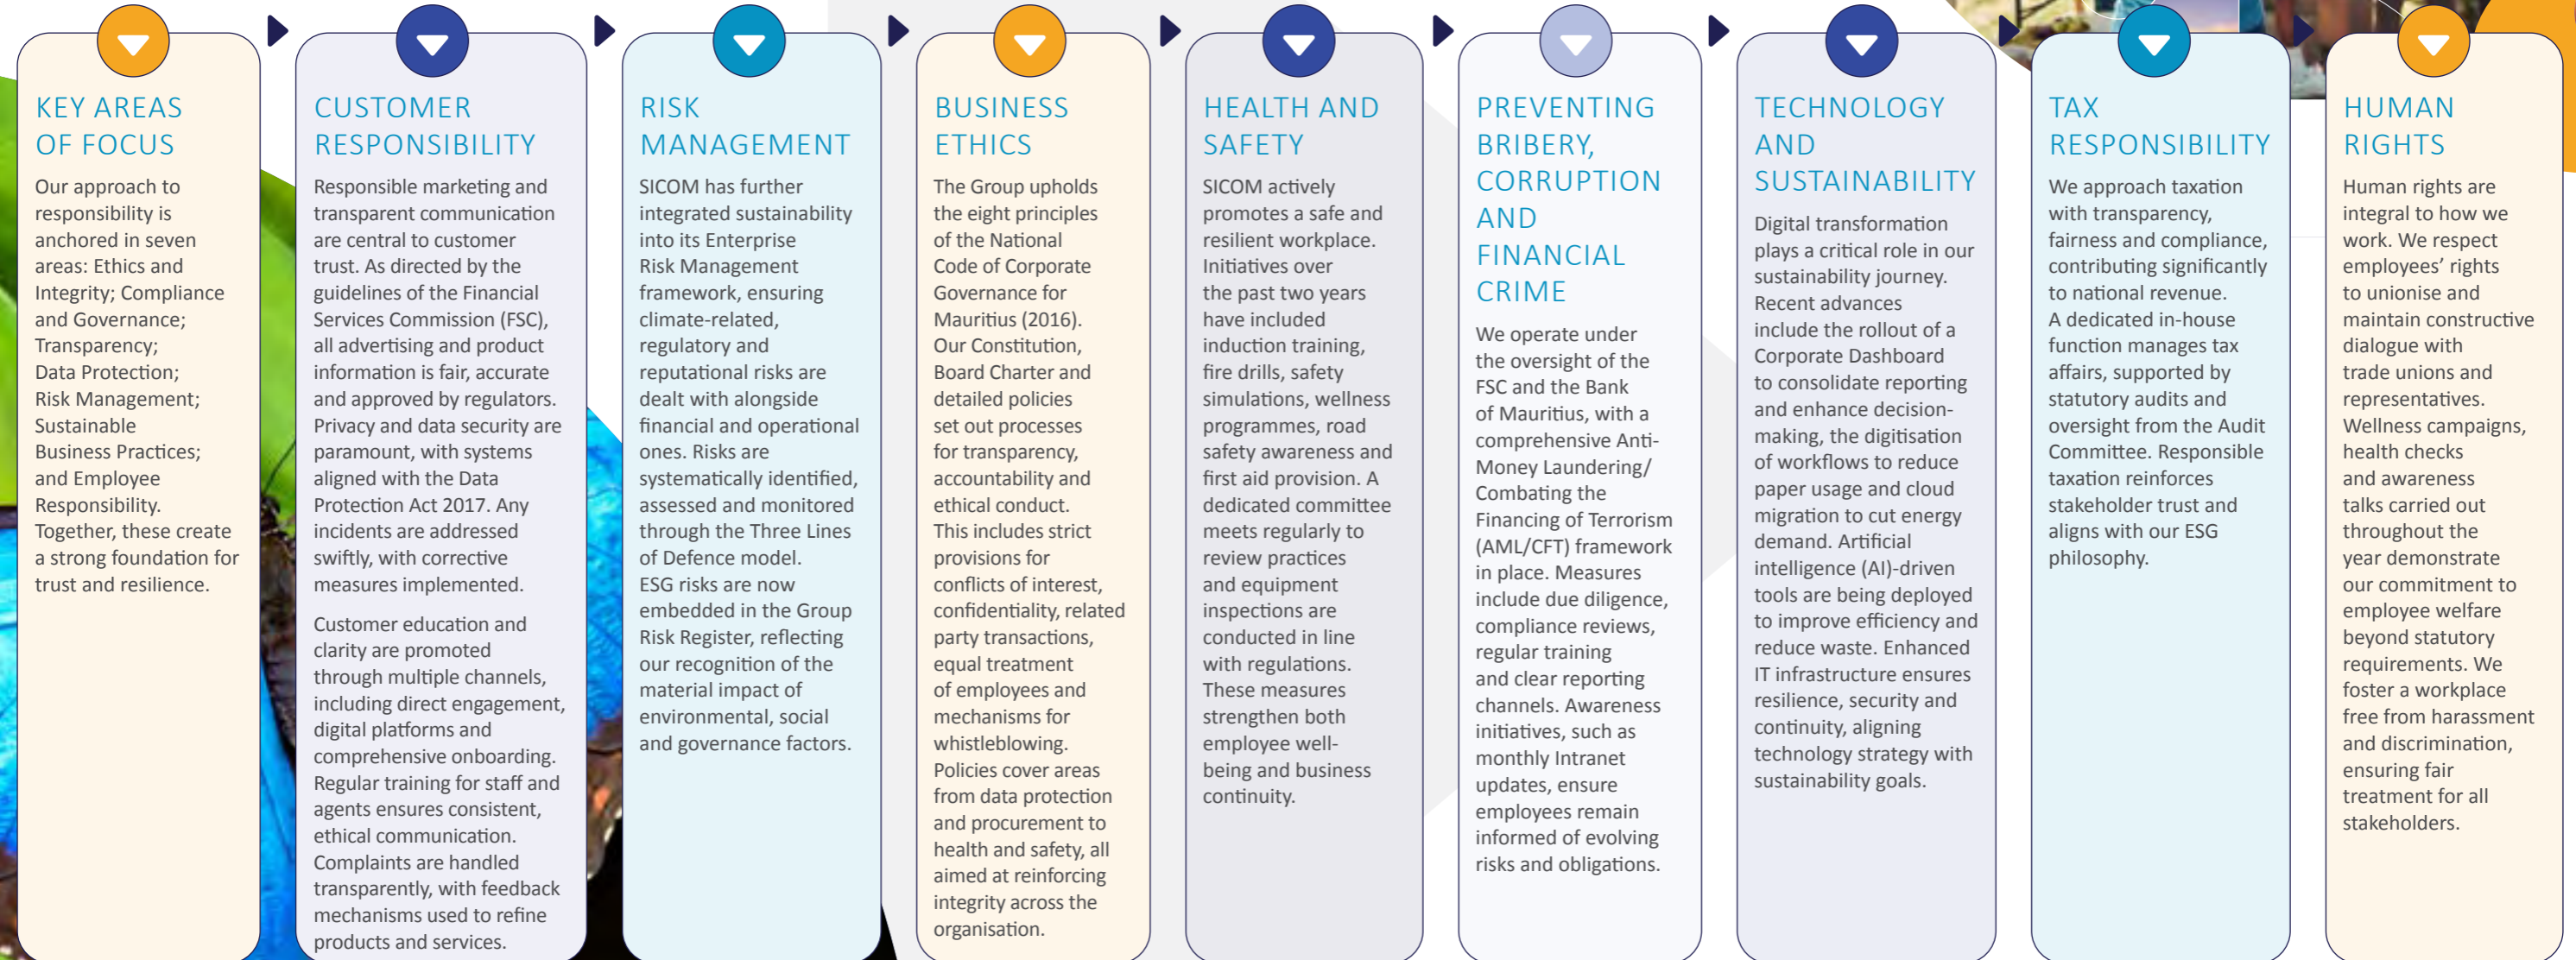 KEY AREAS
OF FOCUS
Our approach to
responsibility is
anchored in seven
areas: Ethics and
Integrity; Compliance
and Governance;
Transparency;
Data Protection;
Risk Management;
Sustainable
Business Practices;
and Employee
Responsibility.
Together, these create
a strong foundation for
trust and resilience.
CUSTOMER
RESPONSIBILITY
Responsible marketing and
transparent communication
are central to customer
trust. As directed by the
guidelines of the Financial
Services Commission (FSC),
all advertising and product
information is fair, accurate
and approved by regulators.
Privacy and data security are
paramount, with systems
aligned with the Data
Protection Act 2017. Any
incidents are addressed
swiftly, with corrective
measures implemented.
Customer education and
clarity are promoted
through multiple channels,
including direct engagement,
digital platforms and
comprehensive onboarding.
Regular training for staff and
agents ensures consistent,
ethical communication.
Complaints are handled
transparently, with feedback
mechanisms used to refine
products and services.
RISK
MANAGEMENT
SICOM has further
integrated sustainability
into its Enterprise
Risk Management
framework, ensuring
climate-related,
regulatory and
reputational risks are
dealt with alongside
financial and operational
ones. Risks are
systematically identified,
assessed and monitored
through the Three Lines
of Defence model.
ESG risks are now
embedded in the Group
Risk Register, reflecting
our recognition of the
material impact of
environmental, social
and governance factors.
BUSINESS
ETHICS
The Group upholds
the eight principles
of the National
Code of Corporate
Governance for
Mauritius (2016).
Our Constitution,
Board Charter and
detailed policies
set out processes
for transparency,
accountability and
ethical conduct.
This includes strict
provisions for
conflicts of interest,
confidentiality, related
party transactions,
equal treatment
of employees and
mechanisms for
whistleblowing.
Policies cover areas
from data protection
and procurement to
health and safety, all
aimed at reinforcing
integrity across the
organisation.
HEALTH AND
SAFETY
SICOM actively
promotes a safe and
resilient workplace.
Initiatives over
the past two years
have included
induction training,
fire drills, safety
simulations, wellness
programmes, road
safety awareness and
first aid provision. A
dedicated committee
meets regularly to
review practices
and equipment
inspections are
conducted in line
with regulations.
These measures
strengthen both
employee well-
being and business
continuity.
PREVENTING
BRIBERY,
CORRUPTION
AND
FINANCIAL
CRIME
We operate under
the oversight of the
FSC and the Bank
of Mauritius, with a
comprehensive Anti-
Money Laundering/
Combating the
Financing of Terrorism
(AML/CFT) framework
in place. Measures
include due diligence,
compliance reviews,
regular training
and clear reporting
channels. Awareness
initiatives, such as
monthly Intranet
updates, ensure
employees remain
informed of evolving
risks and obligations.
TECHNOLOGY
AND
SUSTAINABILITY
Digital transformation
plays a critical role in our
sustainability journey.
Recent advances
include the rollout of a
Corporate Dashboard
to consolidate reporting
and enhance decision-
making, the digitisation
of workflows to reduce
paper usage and cloud
migration to cut energy
demand. Artificial
intelligence (AI)-driven
tools are being deployed
to improve efficiency and
reduce waste. Enhanced
IT infrastructure ensures
resilience, security and
continuity, aligning
technology strategy with
sustainability goals.
TAX
RESPONSIBILITY
We approach taxation
with transparency,
fairness and compliance,
contributing significantly
to national revenue.
A dedicated in-house
function manages tax
affairs, supported by
statutory audits and
oversight from the Audit
Committee. Responsible
taxation reinforces
stakeholder trust and
aligns with our ESG
philosophy.
HUMAN
RIGHTS
Human rights are
integral to how we
work. We respect
employees’ rights
to unionise and
maintain constructive
dialogue with
trade unions and
representatives.
Wellness campaigns,
health checks
and awareness
talks carried out
throughout the
year demonstrate
our commitment to
employee welfare
beyond statutory
requirements. We
foster a workplace
free from harassment
and discrimination,
ensuring fair
treatment for all
stakeholders.